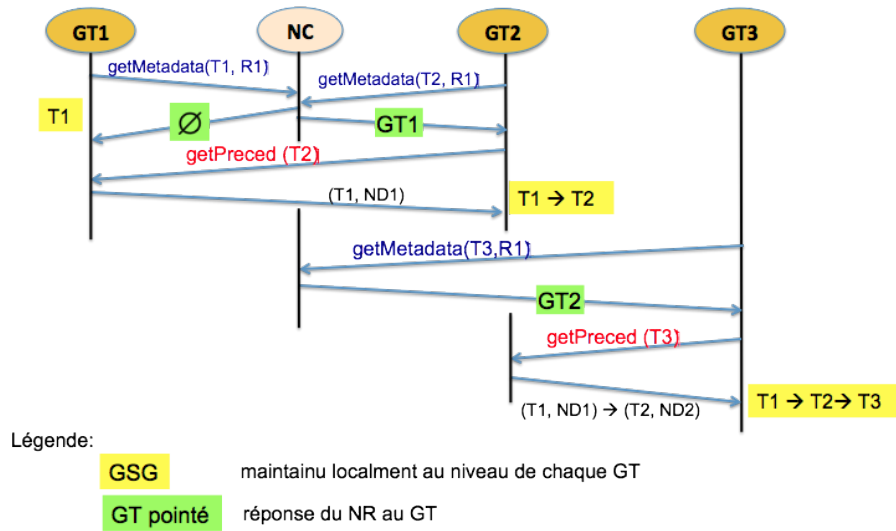 GT1
NC
GT2
GT3
getMetadata(T1, R1)
getMetadata(T2, R1)
T1
∅
GT1
getPreced (T2)
(T1, ND1)
T1 → T2
getMetadata(T3,R1)
GT2
getPreced (T3)
(T1, ND1) → (T2, ND2)
T1 → T2→ T3
Légende:
GSG
maintainu localment au niveau de chaque GT
GT pointé
réponse du NR au GT